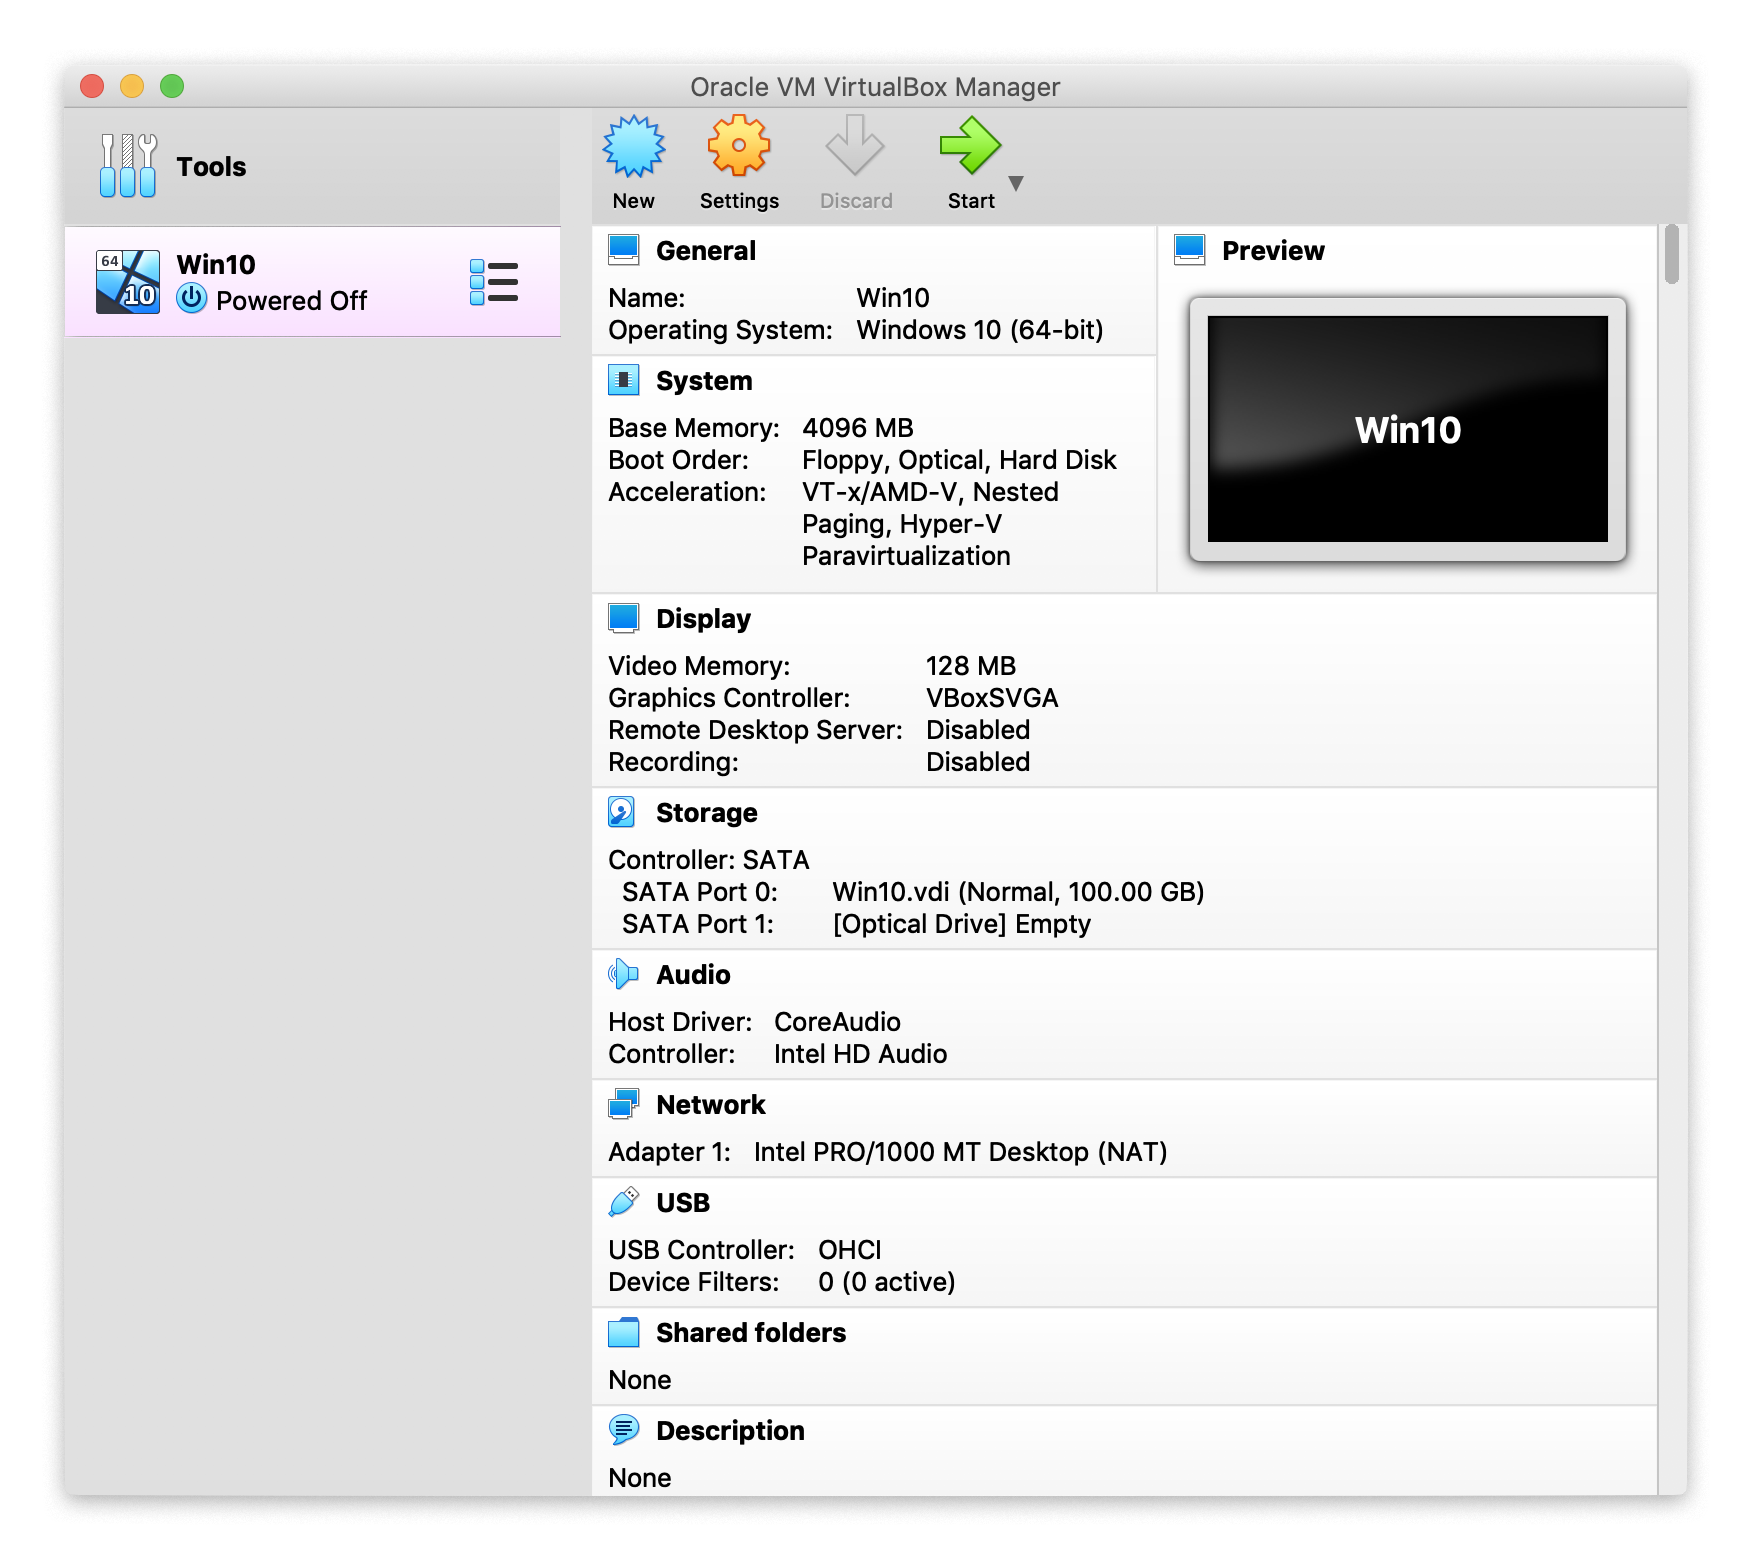 Oracle VM VirtualBox Manager
Tools
New
Settings
Discard
Start
64
10
Win10
Powered Off
General
Name: Win10
Operating System: Windows 10 (64-bit)
Preview
Win10
System
Base Memory: 4096 MB
Boot Order: Floppy, Optical, Hard Disk
Acceleration: VT-x/AMD-V, Nested
Paging, Hyper-V
Paravirtualization
Display
Video Memory: 128 MB
Graphics Controller: VBoxSVGA
Remote Desktop Server: Disabled
Recording: Disabled
Storage
Controller: SATA
SATA Port 0: Win10.vdi (Normal, 100.00 GB)
SATA Port 1: [Optical Drive] Empty
Audio
Host Driver: CoreAudio
Controller: Intel HD Audio
Network
Adapter 1: Intel PRO/1000 MT Desktop (NAT)
USB
USB Controller: OHCI
Device Filters: 0 (0 active)
Shared folders
None
Description
None